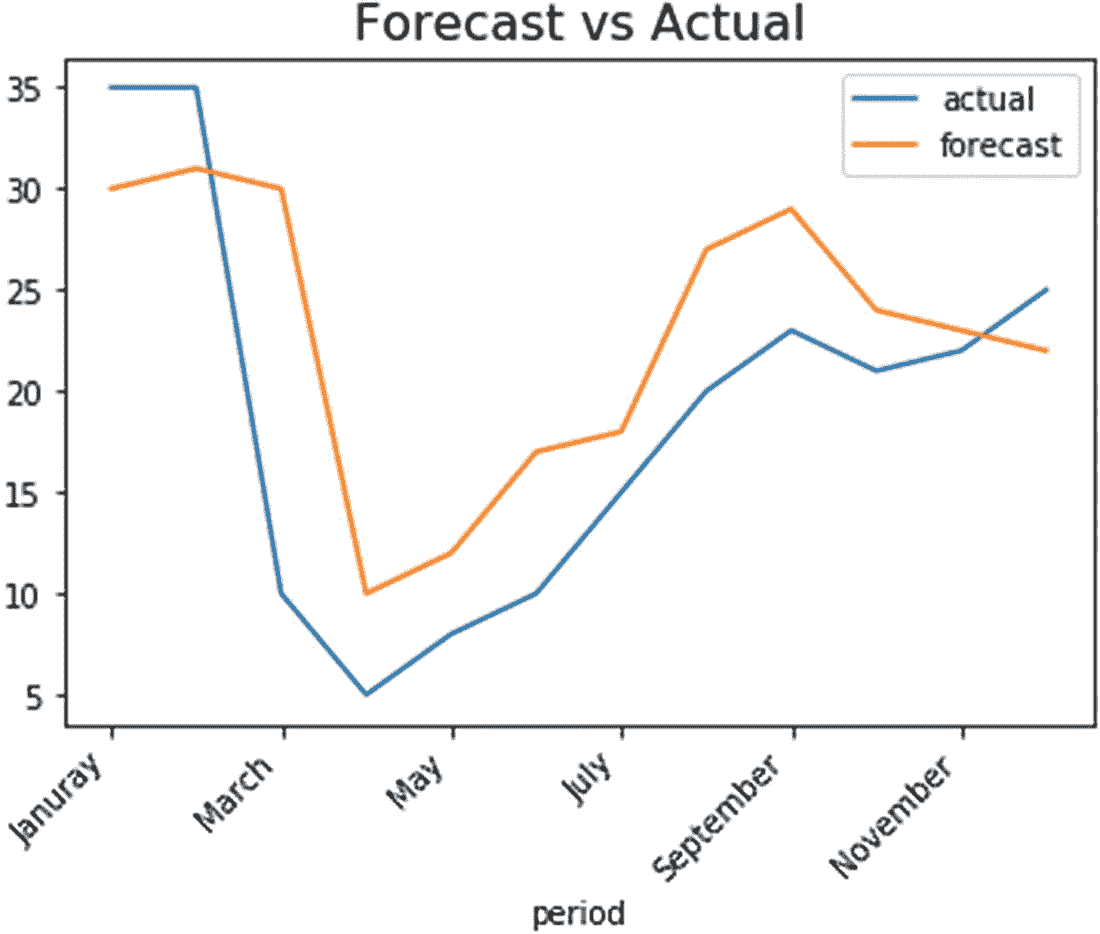 Forecast vs Actual
actual
forecast
35
30
25
20
15
10
5
Januray
March
May
July
September
November
period